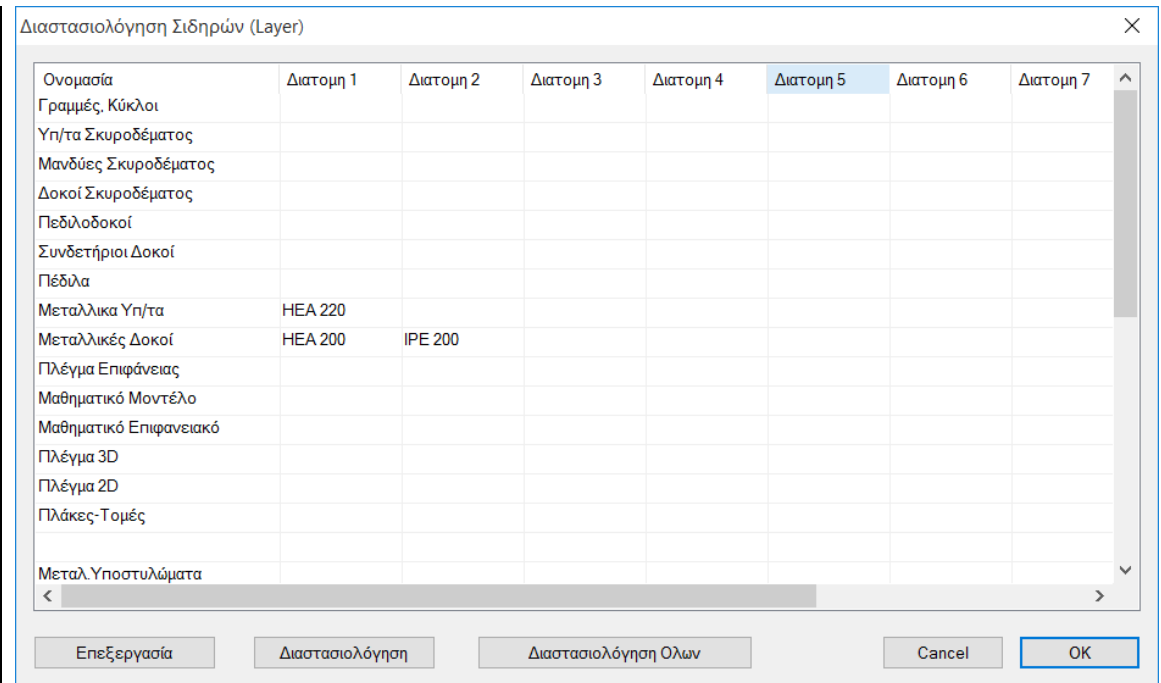 Διαστασιολόγηση Σιδηρών (Layer)
Ονομασία Διατομη 1 Διατομη 2 Διατομη 3 Διατομη 4 Διατομη 5 Διατομη 6 Διατομη 7
Γραμμές, Κύκλοι
Υπ/τα Σκυροδέματος
Μανδύες Σκυροδέματος
Δοκοί Σκυροδέματος
Πεδιλοδοκοί
Συνδετήριοι Δοκοί
Πέδιλα
Μεταλλικα Υπ/τα HEA 220
Μεταλλικές Δοκοί HEA 200 IPE 200
Πλέγμα Επιφάνειας
Μαθηματικό Μοντέλο
Μαθηματικό Επιφανειακό
Πλέγμα 3D
Πλέγμα 2D
Πλάκες-Τομές
Μεταλ.Υποστυλώματα
Επεξεργασία Διαστασιολόγηση Διαστασιολόγηση Ολων Cancel OK